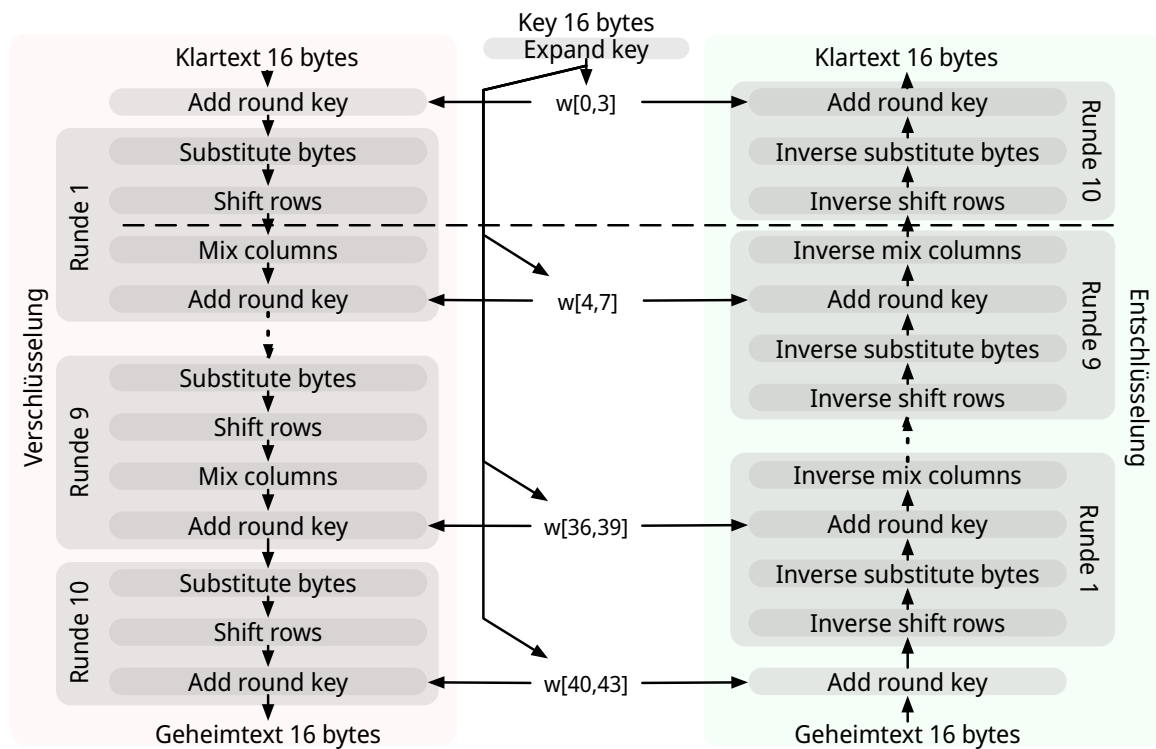 Key 16 bytes
Expand key
Verschlüsselung
Klartext 16 bytes
Add round key
Runde 1
Substitute bytes
Shift rows
Mix columns
Add round key
Runde 9
Substitute bytes
Shift rows
Mix columns
Add round key
Runde 10
Substitute bytes
Shift rows
Add round key
Geheimtext 16 bytes
w[0,3]
w[4,7]
w[36,39]
w[40,43]
Entschlüsselung
Klartext 16 bytes
Runde 10
Add round key
Inverse substitute bytes
Inverse shift rows
Runde 9
Inverse mix columns
Add round key
Inverse substitute bytes
Inverse shift rows
Runde 1
Inverse mix columns
Add round key
Inverse substitute bytes
Inverse shift rows
Add round key
Geheimtext 16 bytes